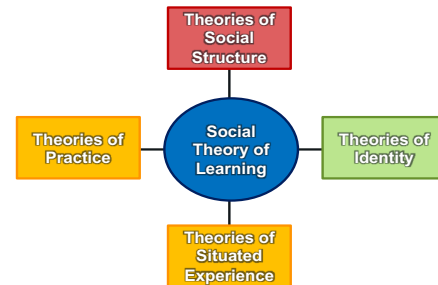 Theories of
Social
Structure
Theories of
Practice
Social
Theory of
Learning
Theories of
Identity
Theories of
Situated
Experience